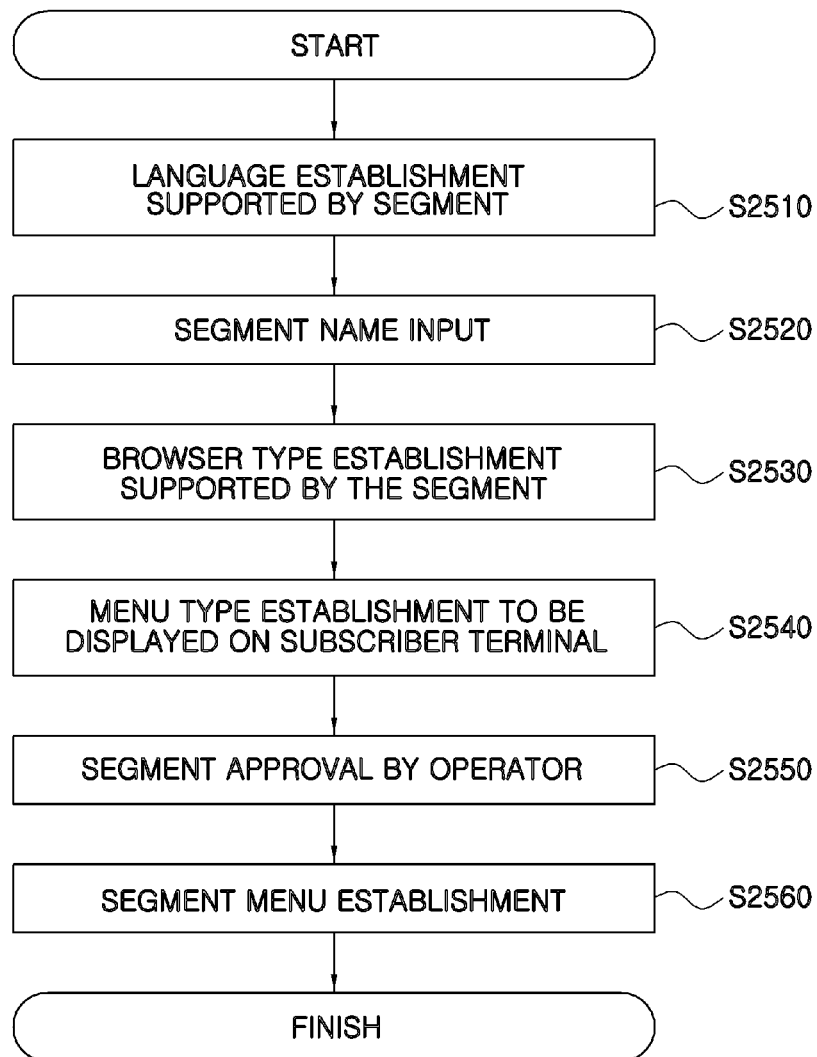 START
LANGUAGE ESTABLISHMENT
SUPPORTED BY SEGMENT
S2510
SEGMENT NAME INPUT
S2520
BROWSER TYPE ESTABLISHMENT
SUPPORTED BY THE SEGMENT
S2530
MENU TYPE ESTABLISHMENT TO BE
DISPLAYED ON SUBSCRIBER TERMINAL
S2540
SEGMENT APPROVAL BY OPERATOR
S2550
SEGMENT MENU ESTABLISHMENT
S2560
FINISH